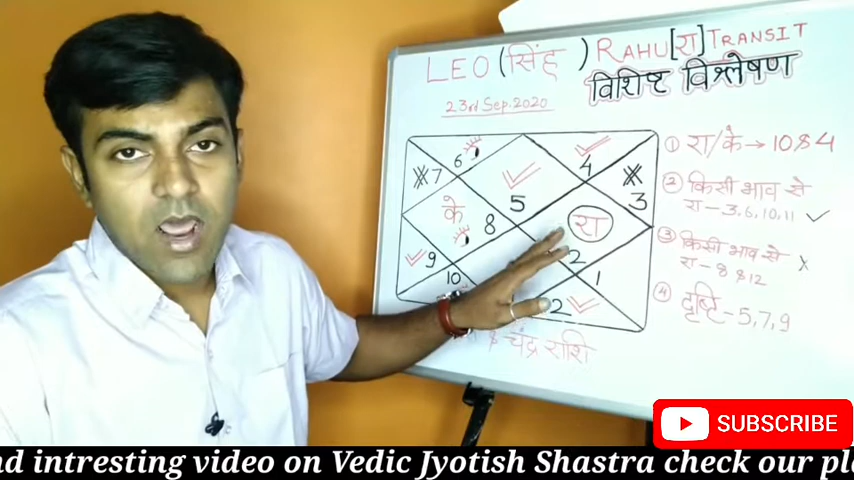 LEO (सिंह) RAHU[रा] TRANSIT
विशिष्ट विश्लेषण
23rd Sep. 2020
6
7
4
3
5
के
8
रा
2
9
10
1
2
① रा/के → 10 & 4
② किसी भाव से
रा - 3,6,10,11 ✓
③ किसी भाव से
रा - 8 & 12 x
④ दृष्टि - 5,7,9
& चंद्र राशि
SUBSCRIBE
nd intresting video on Vedic Jyotish Shastra check our pl